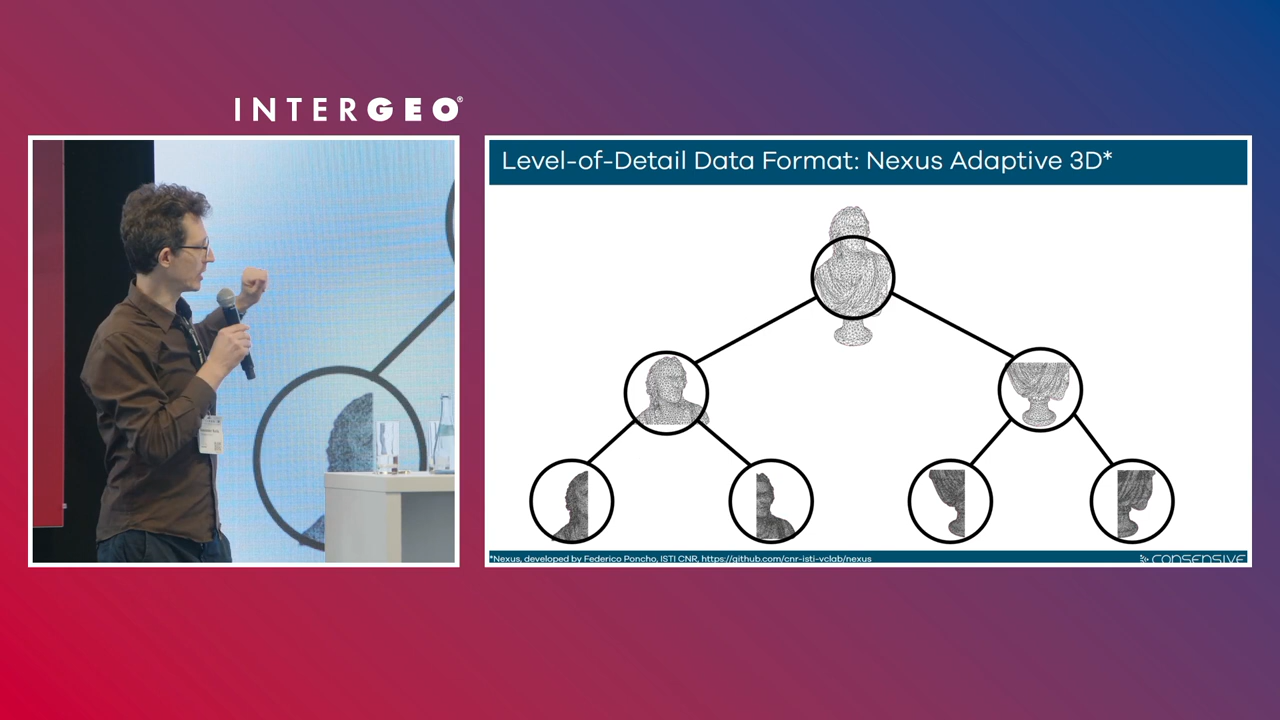 INTERGEO®
Level-of-Detail Data Format: Nexus Adaptive 3D*
*Nexus, developed by Federico Poncho, ISTI CNR, https://github.com/cnr-isti-vclab/nexus
CONSENSIVE